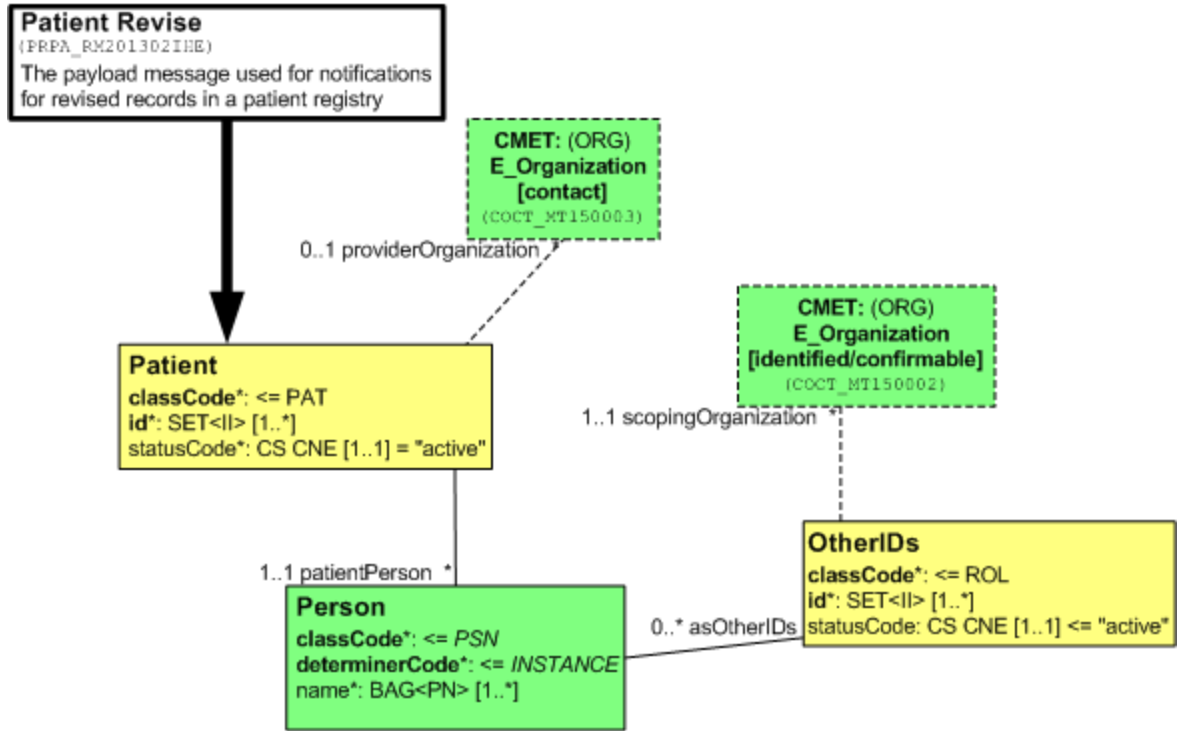 Patient Revise
(PRPA_RM201302IHE)
The payload message used for notifications
for revised records in a patient registry
CMET: (ORG)
E_Organization
[contact]
(COCT_MT150003)
0..1 providerOrganization *
CMET: (ORG)
E_Organization
[identified/confirmable]
(COCT_MT150002)
1..1 scopingOrganization *
Patient
classCode*: <= PAT
id*: SET<II> [1..*]
statusCode*: CS CNE [1..1] = "active"
OtherIDs
classCode*: <= ROL
id*: SET<II> [1..*]
statusCode: CS CNE [1..1] <= "active"
1..1 patientPerson *
Person
classCode*: <= PSN
determinerCode*: <= INSTANCE
name*: BAG<PN> [1..*]
0..* asOtherIDs